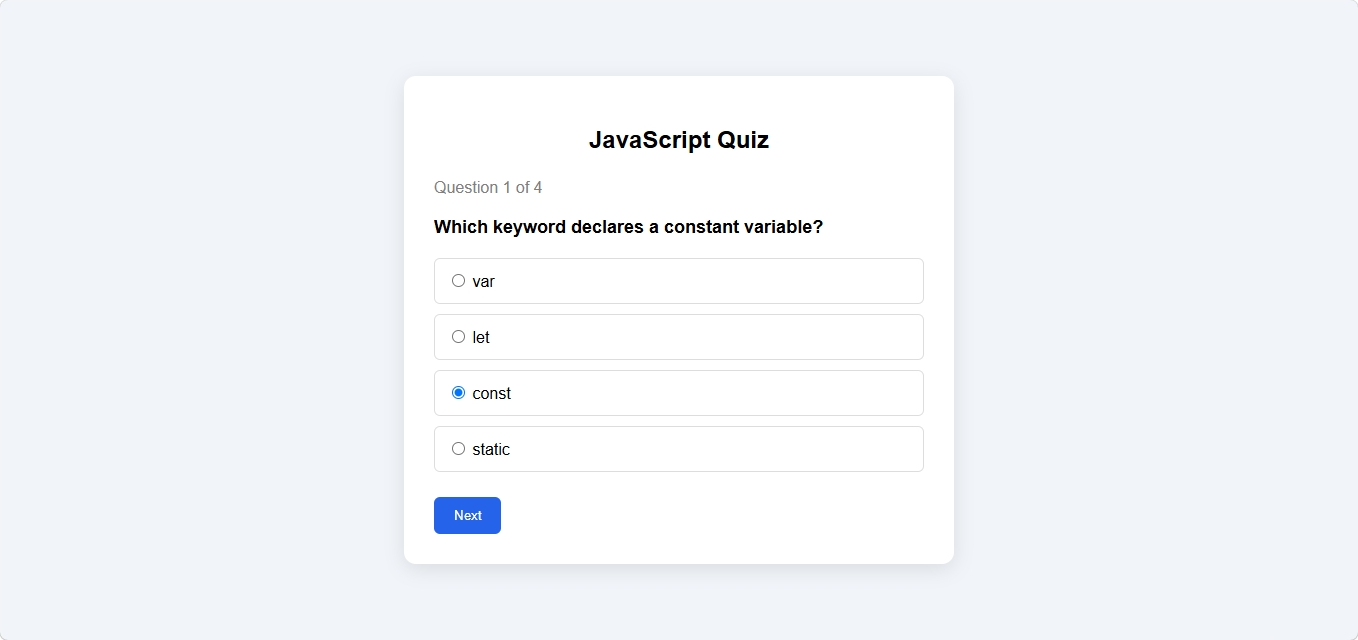 JavaScript Quiz
Question 1 of 4
Which keyword declares a constant variable?
var
let
const
static
Next